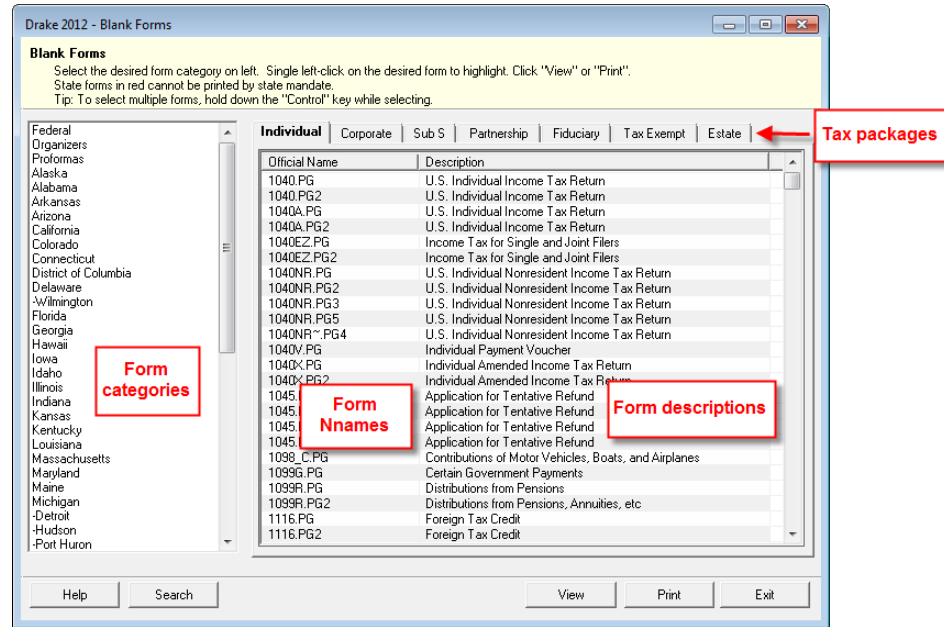 Drake 2012 - Blank Forms
Blank Forms
Select the desired form category on left. Single left-click on the desired form to highlight. Click "View" or "Print".
State forms in red cannot be printed by state mandate.
Tip: To select multiple forms, hold down the "Control" key while selecting.
Federal
Organizers
Proformas
Alaska
Alabama
Arkansas
Arizona
California
Colorado
Connecticut
District of Columbia
Delaware
-Wilmington
Florida
Georgia
Hawaii
Iowa
Idaho
Illinois
Indiana
Kansas
Kentucky
Louisiana
Massachusetts
Maryland
Maine
Michigan
-Detroit
-Hudson
-Port Huron
Form
categories
Individual Corporate Sub S Partnership Fiduciary Tax Exempt Estate
Tax packages
Official Name Description
1040.PG U.S. Individual Income Tax Return
1040.PG2 U.S. Individual Income Tax Return
1040A.PG U.S. Individual Income Tax Return
1040A.PG2 U.S. Individual Income Tax Return
1040EZ.PG Income Tax for Single and Joint Filers
1040EZ.PG2 Income Tax for Single and Joint Filers
1040NR.PG U.S. Individual Nonresident Income Tax Return
1040NR.PG2 U.S. Individual Nonresident Income Tax Return
1040NR.PG3 U.S. Individual Nonresident Income Tax Return
1040NR.PG5 U.S. Individual Nonresident Income Tax Return
1040NR~.PG4 U.S. Individual Nonresident Income Tax Return
1040V.PG Individual Payment Voucher
1040X.PG Individual Amended Income Tax Return
1040X.PG2 Individual Amended Income Tax Return
1045. Application for Tentative Refund
1045. Application for Tentative Refund
1045. Application for Tentative Refund
1045. Application for Tentative Refund
1098_C.PG Contributions of Motor Vehicles, Boats, and Airplanes
1099G.PG Certain Government Payments
1099R.PG Distributions from Pensions
1099R.PG2 Distributions from Pensions, Annuities, etc
1116.PG Foreign Tax Credit
1116.PG2 Foreign Tax Credit
Form
Nnames
Form descriptions
Help Search View Print Exit